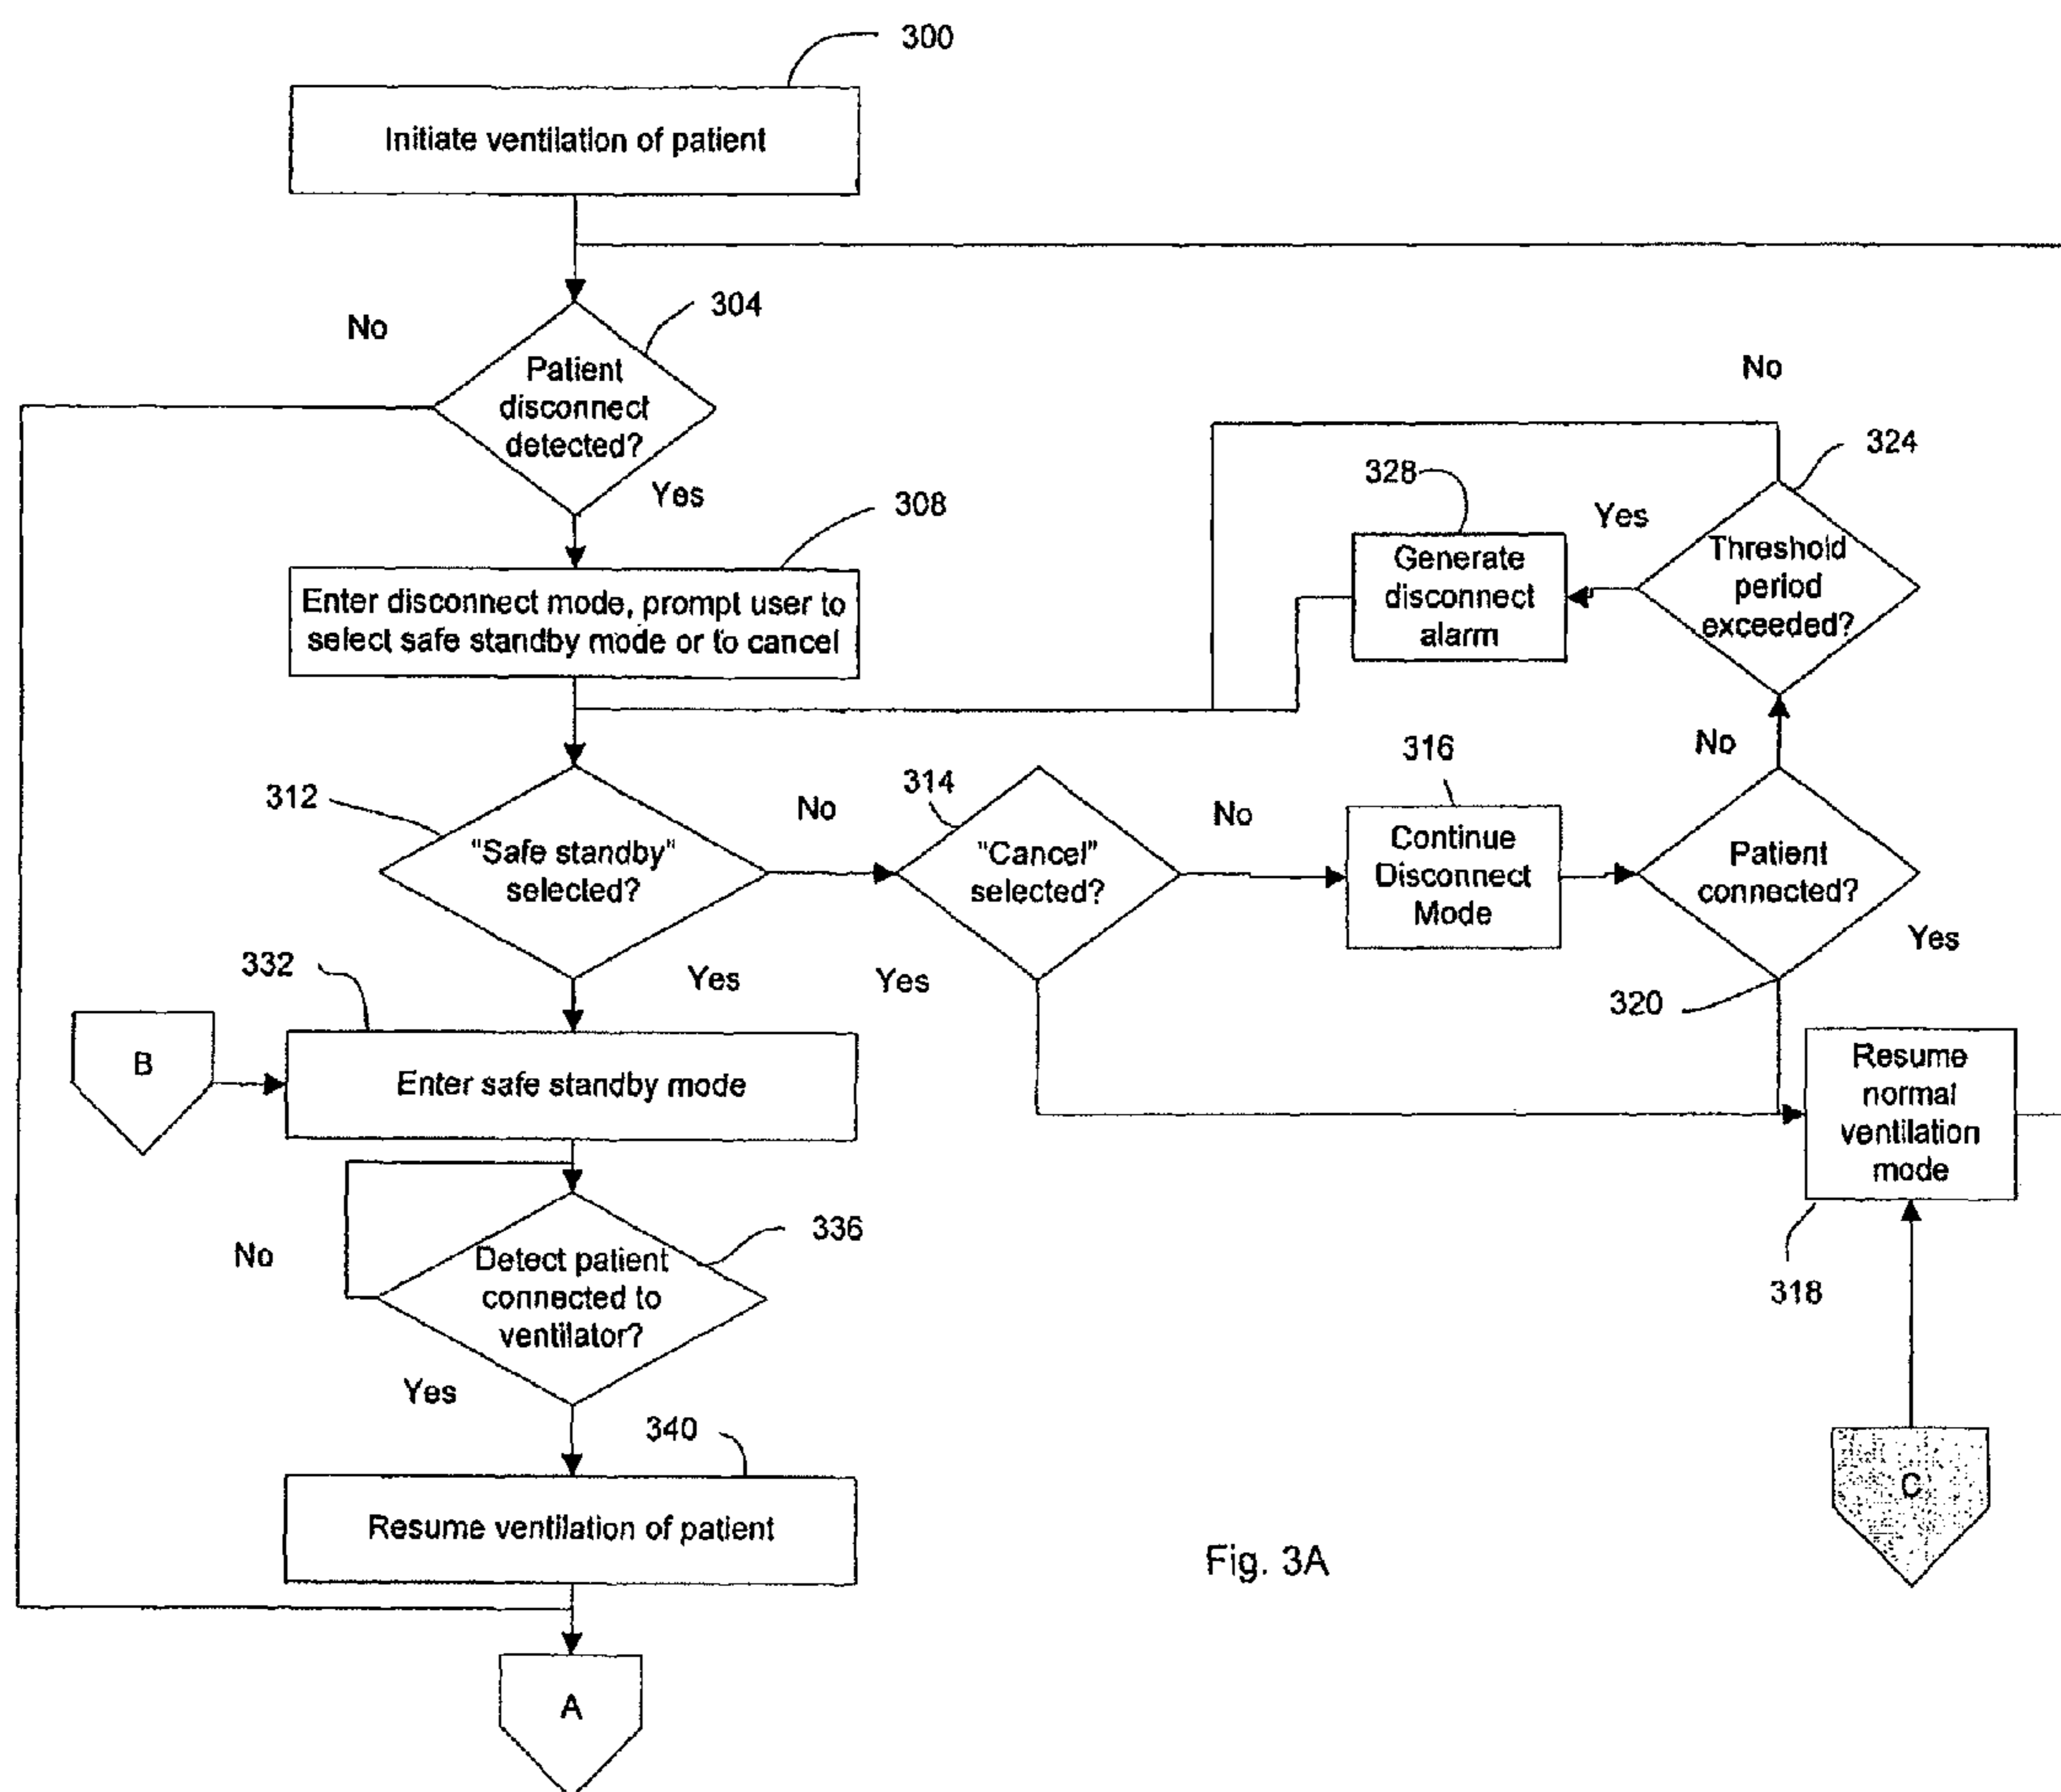 300
Initiate ventilation of patient
304
No
Patient
disconnect
detected?
Yes
308
Enter disconnect mode, prompt user to
select safe standby mode or to cancel
No
324
328
Yes
Threshold
period
exceeded?
Generate
disconnect
alarm
No
316
312
"Safe standby"
selected?
No
314
"Cancel"
selected?
No
Continue
Disconnect
Mode
Patient
connected?
Yes
332
Yes
Yes
320
B
Enter safe standby mode
Resume
normal
ventilation
mode
318
336
No
Detect patient
connected to
ventilator?
Yes
340
Resume ventilation of patient
C
Fig. 3A
A